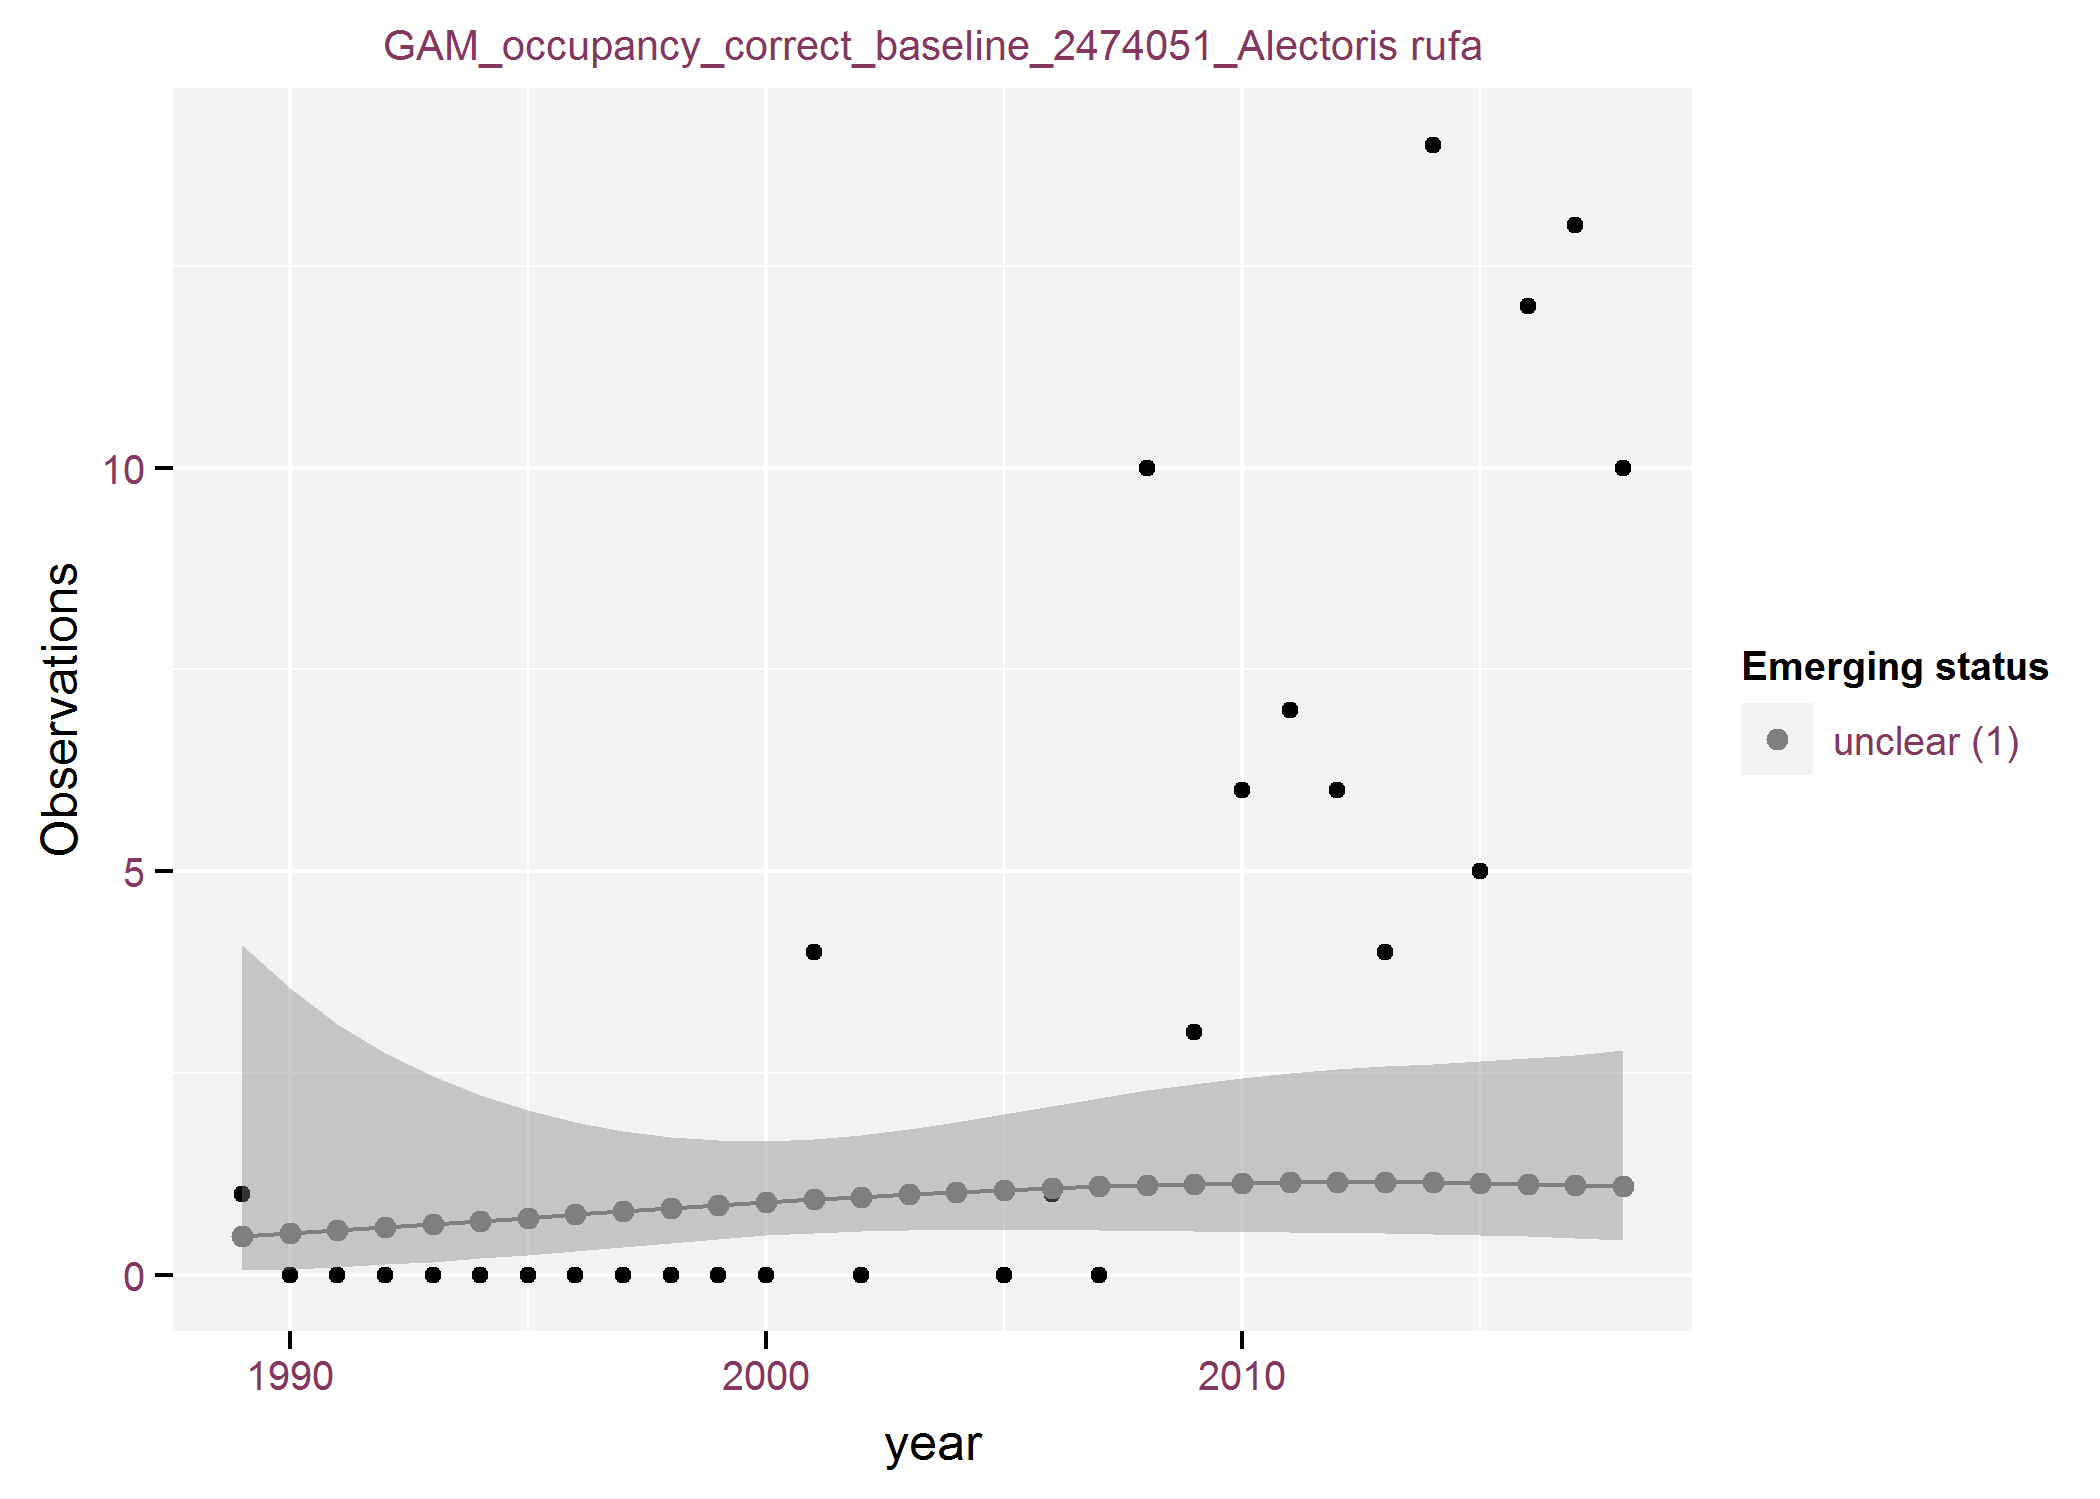 GAM_occupancy_correct_baseline_2474051_Alectoris rufa
Observations
10
5
0
1990
2000
2010
year
Emerging status
unclear (1)